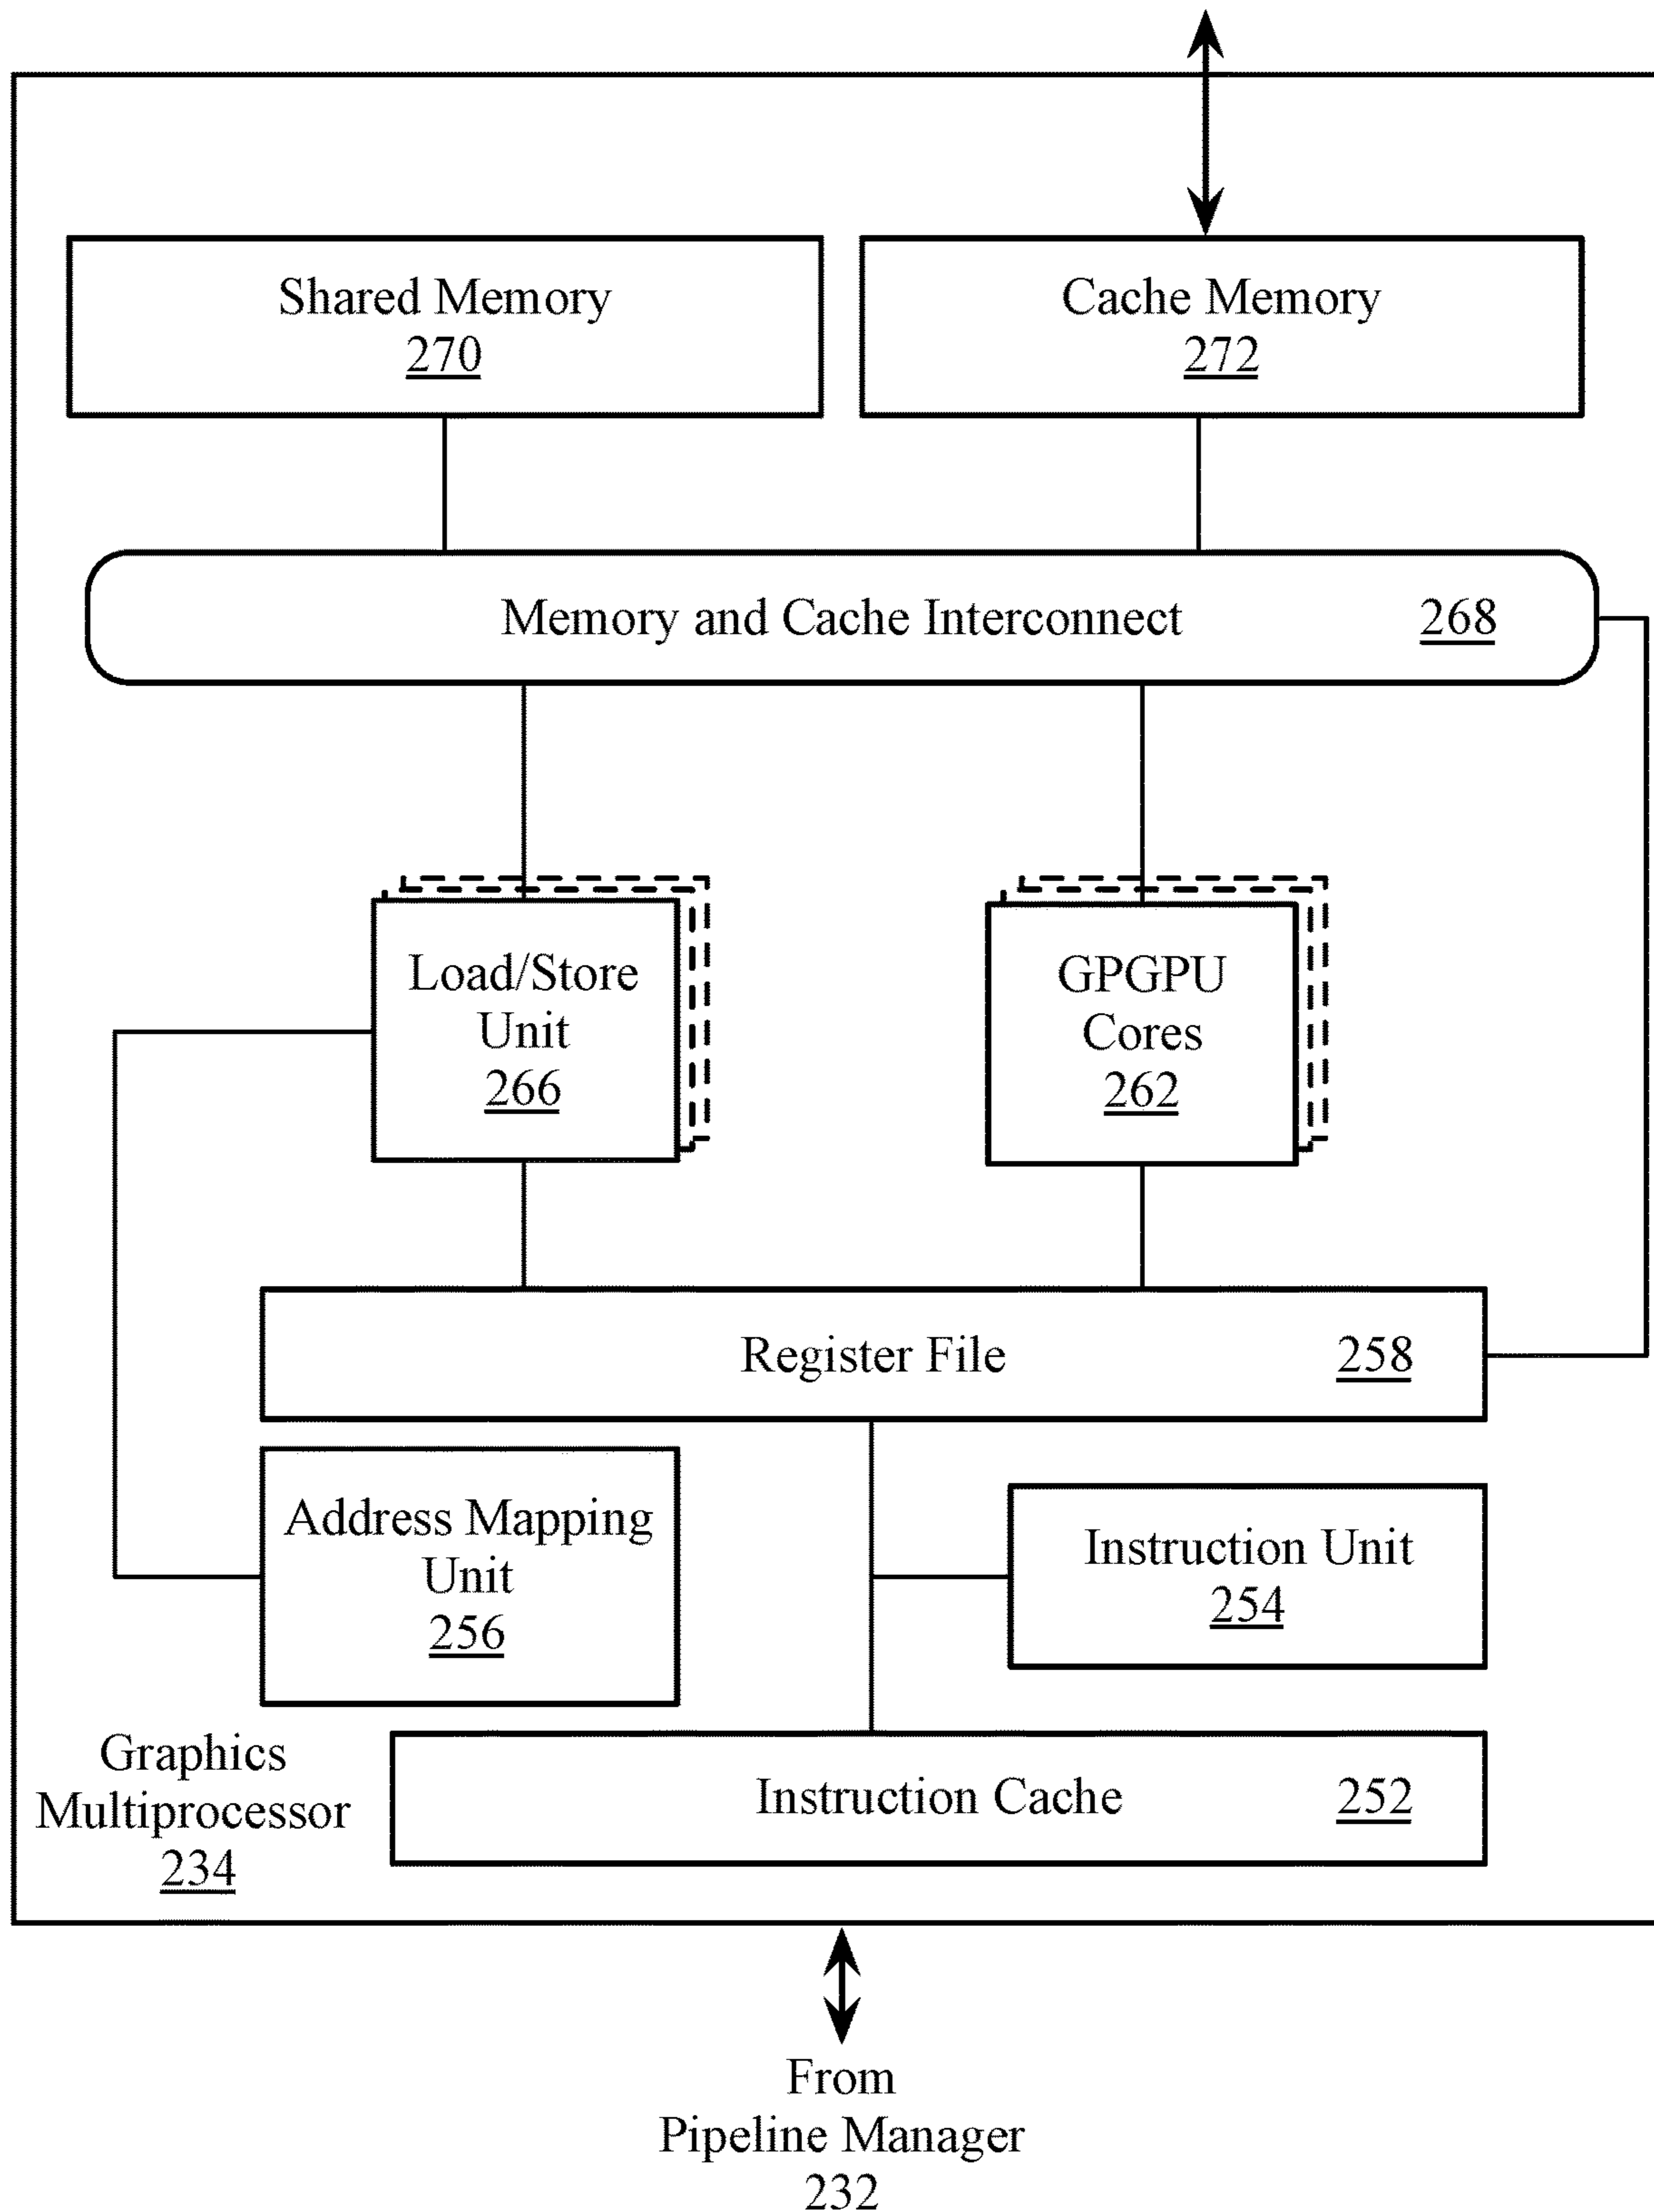 Shared Memory
270
Cache Memory
272
Memory and Cache Interconnect 268
Load/Store
Unit
266
GPGPU
Cores
262
Register File 258
Address Mapping
Unit
256
Instruction Unit
254
Graphics
Multiprocessor
234
Instruction Cache 252
From
Pipeline Manager
232